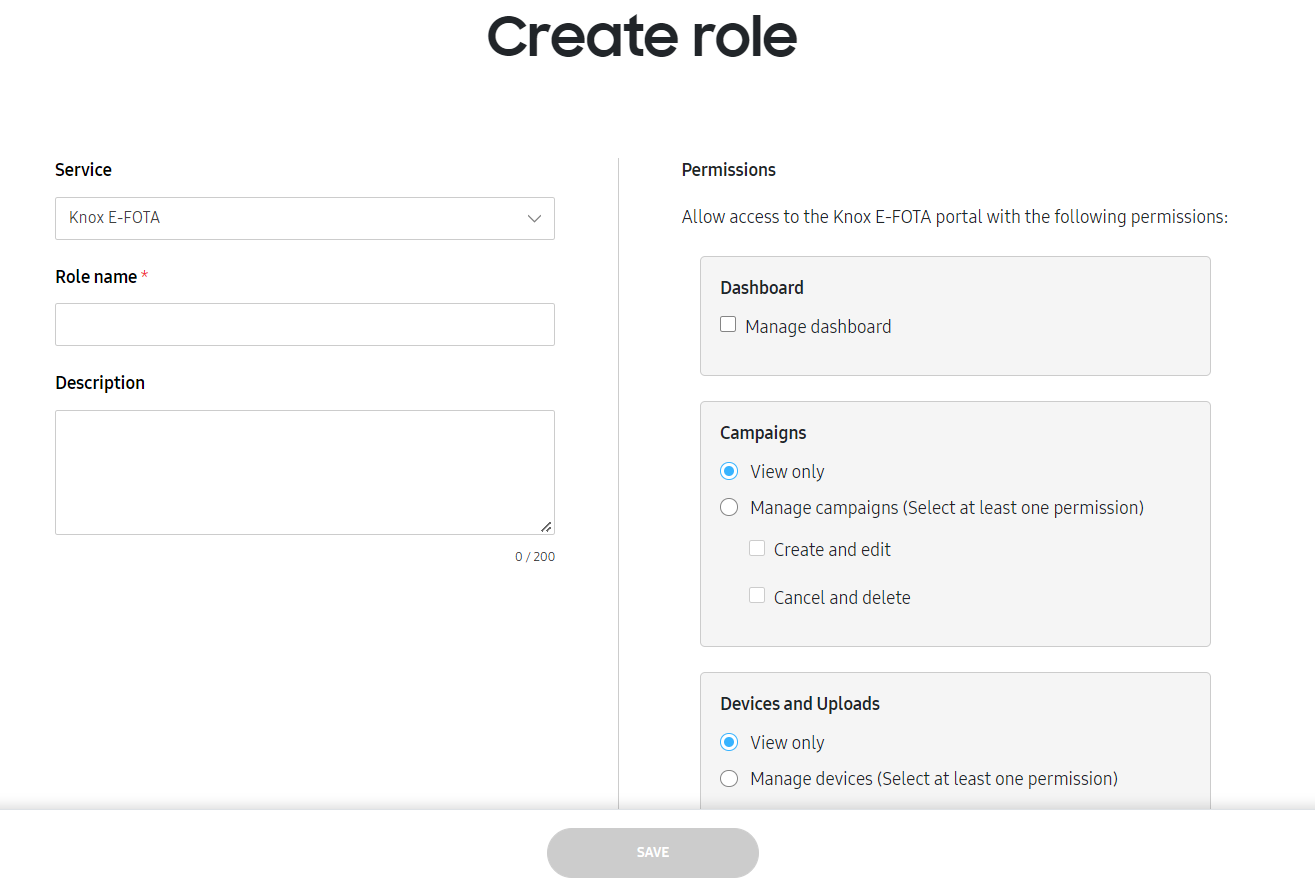 Create role
Service
Knox E-FOTA
Role name *
Description
0 / 200
Permissions
Allow access to the Knox E-FOTA portal with the following permissions:
Dashboard
Manage dashboard
Campaigns
View only
Manage campaigns (Select at least one permission)
Create and edit
Cancel and delete
Devices and Uploads
View only
Manage devices (Select at least one permission)
SAVE